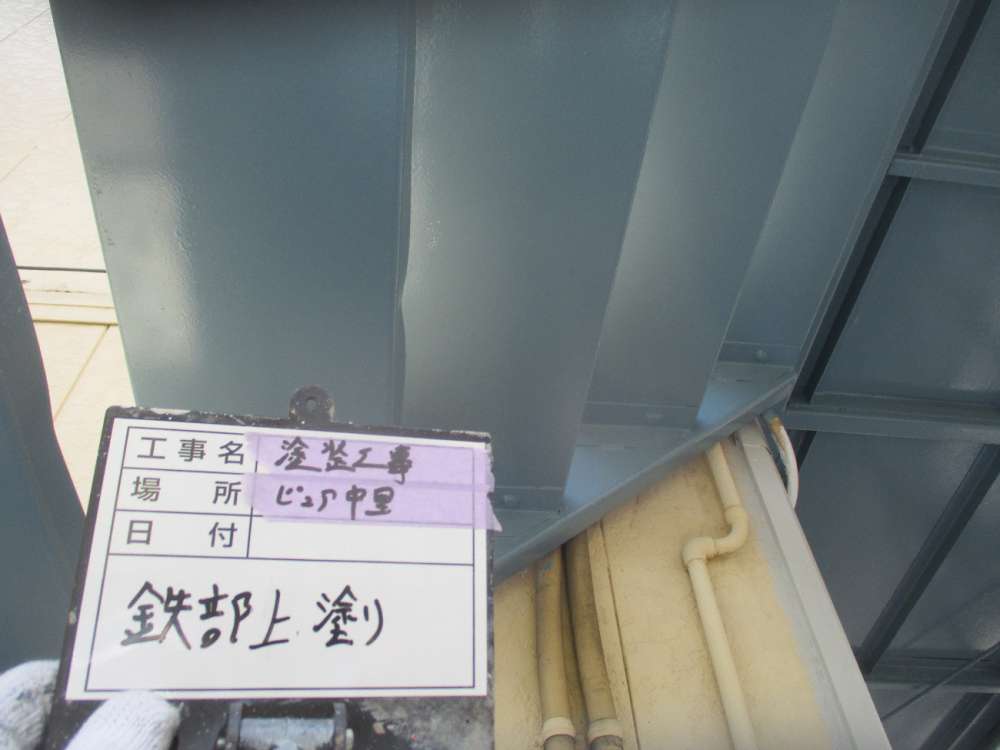 工事名 塗装工事
場所 ピュア中里
日付
鉄部上塗り